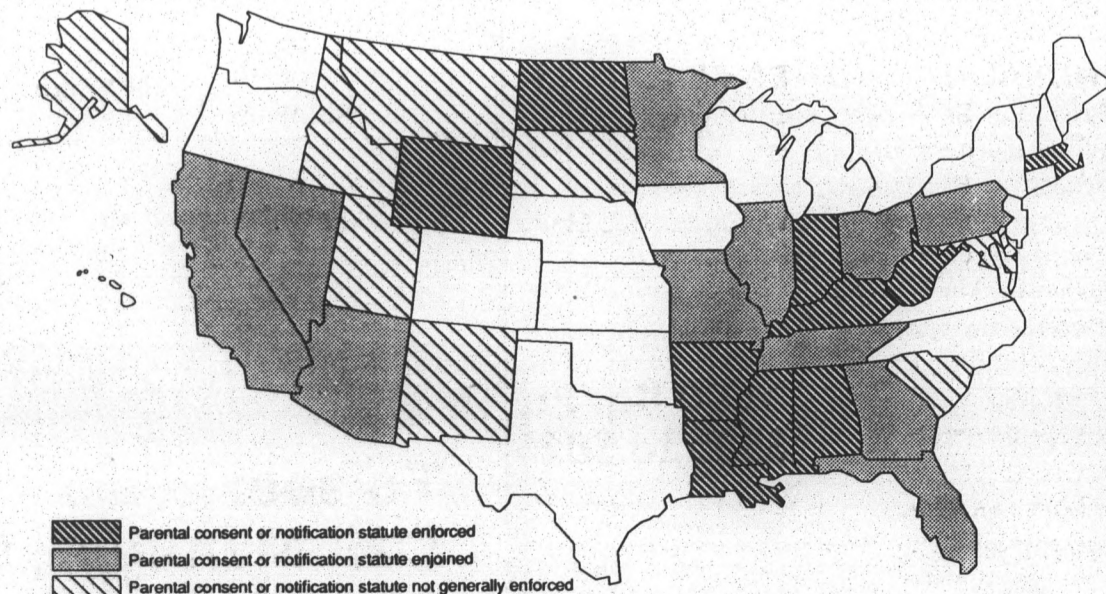 Parental consent or notification statute enforced
Parental consent or notification statute enjoined
Parental consent or notification statute not generally enforced